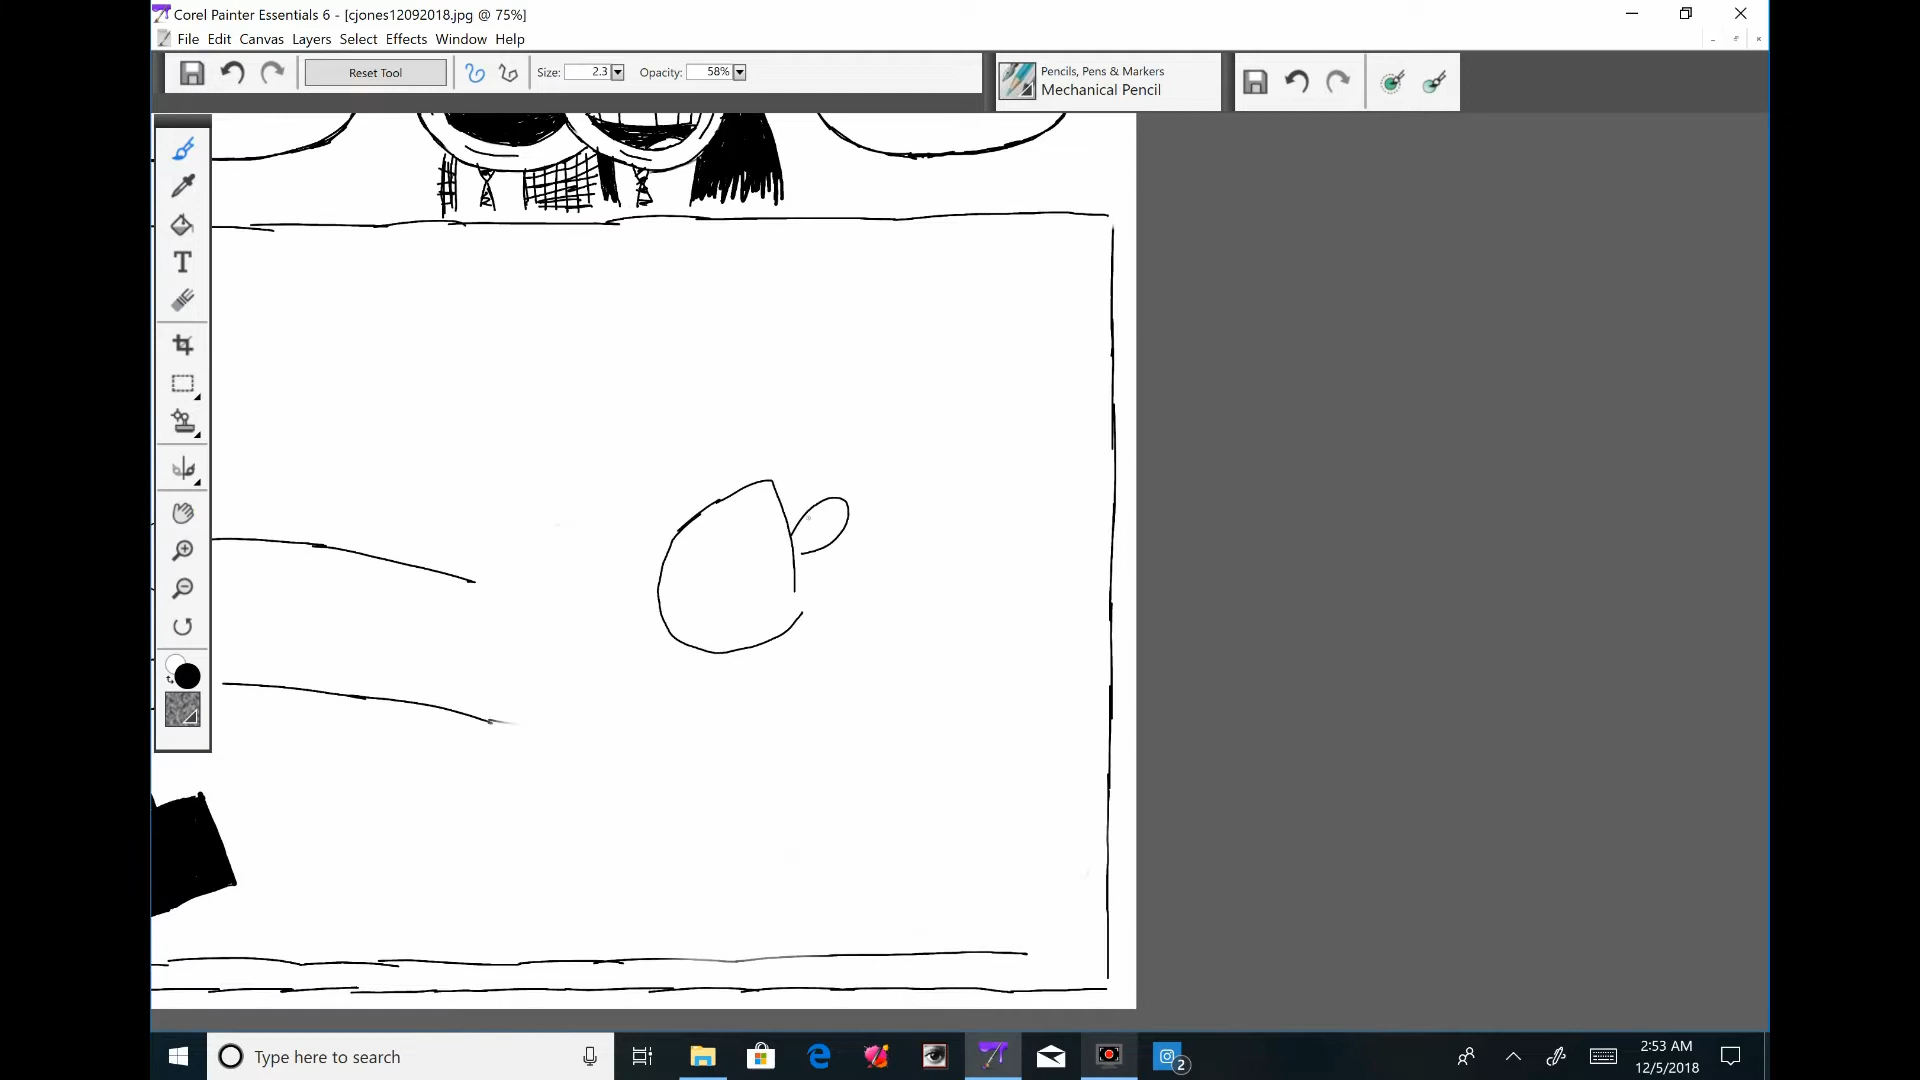 Corel Painter Essentials 6 - [cjones12092018.jpg @ 75%]
File Edit Canvas Layers Select Effects Window Help
Reset Tool Size: 2.3 Opacity: 58%
Pencils, Pens & Markers
Mechanical Pencil
T
Type here to search
2
2:53 AM
12/5/2018